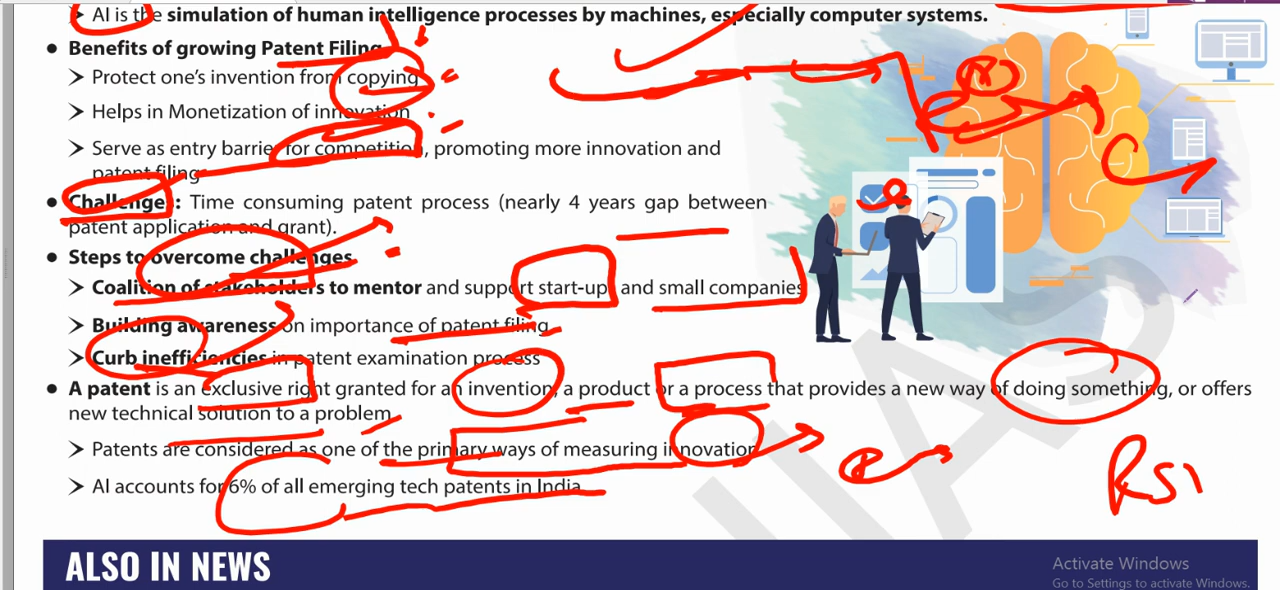 ➤ AI is the simulation of human intelligence processes by machines, especially computer systems.
● Benefits of growing Patent Filing
➤ Protect one's invention from copying
➤ Helps in Monetization of innovation
➤ Serve as entry barrier for competition, promoting more innovation and
patent filing
● Challenges: Time consuming patent process (nearly 4 years gap between
patent application and grant).
● Steps to overcome challenges
➤ Coalition of stakeholders to mentor and support start-up and small companies
➤ Building awareness on importance of patent filing
➤ Curb inefficiencies in patent examination process
● A patent is an exclusive right granted for an invention, a product or a process that provides a new way of doing something, or offers
new technical solution to a problem.
➤ Patents are considered as one of the primary ways of measuring innovation
➤ AI accounts for 6% of all emerging tech patents in India
IAS
ALSO IN NEWS
Activate Windows
Go to Settings to activate Windows.